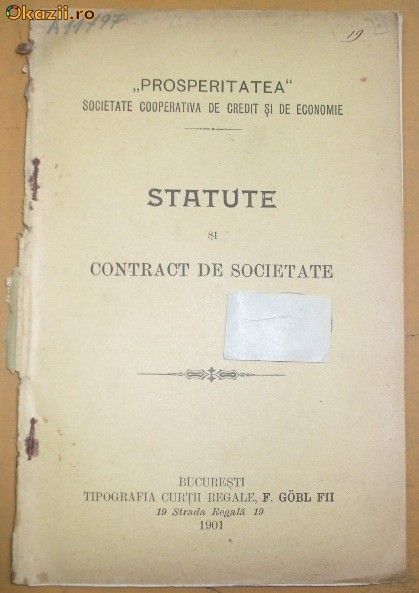 Okazii.ro
A11797
19
„PROSPERITATEA“
SOCIETATE COOPERATIVA DE CREDIT ȘI DE ECONOMIE
STATUTE
ȘI
CONTRACT DE SOCIETATE
BUCUREȘTI
TIPOGRAFIA CURȚII REGALE, F. GÖBL FII
19 Strada Regală 19
1901